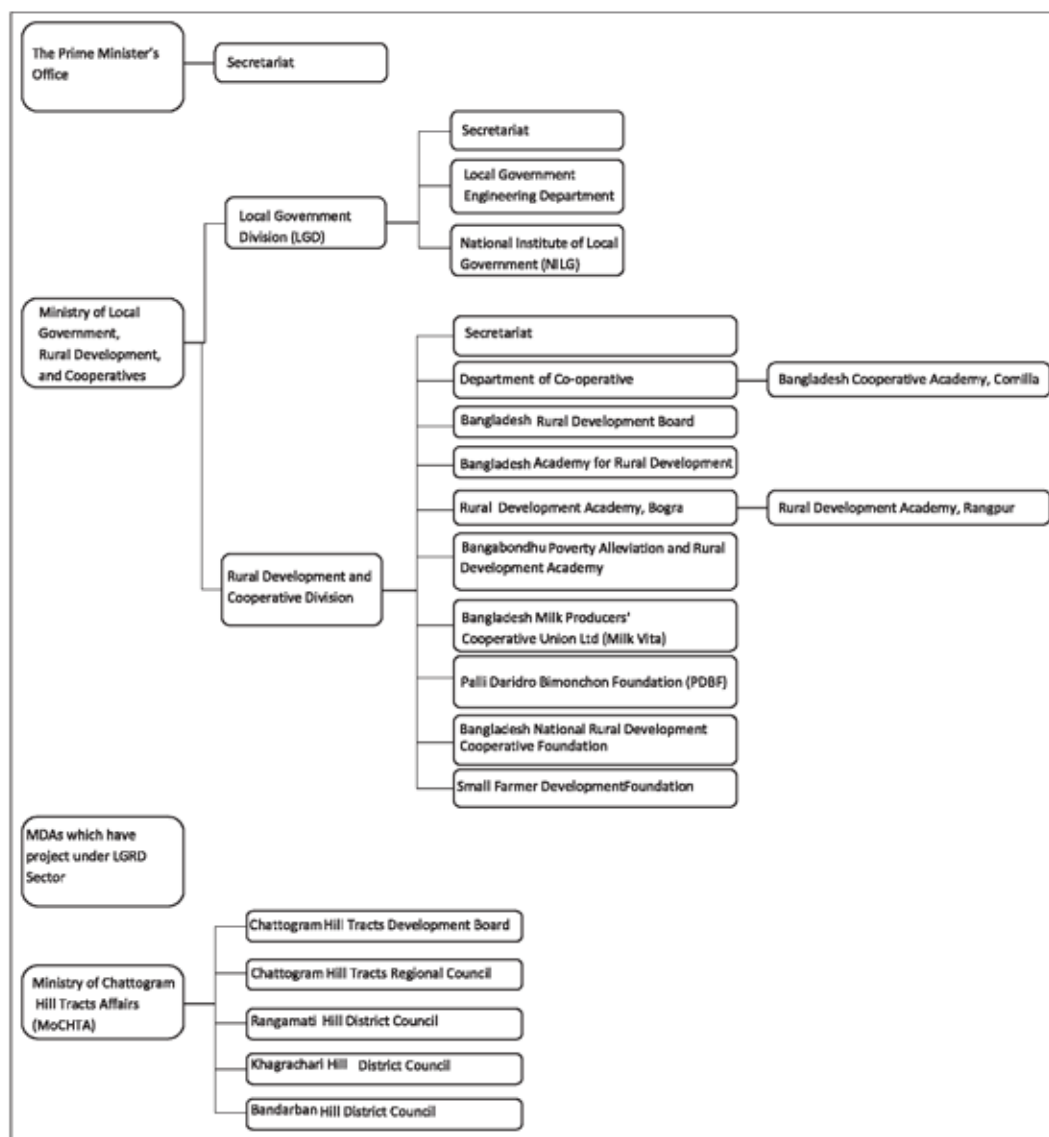 The Prime Minister's
Office
Secretariat
Secretariat
Local Government
Engineering Department
Local Government
Division (LGD)
National Institute of Local
Government (NILG)
Ministry of Local
Government,
Rural Development,
and Cooperatives
Secretariat
Department of Co-operative
Bangladesh Cooperative Academy, Comilla
Bangladesh Rural Development Board
Bangladesh Academy for Rural Development
Rural Development Academy, Bogra
Rural Development Academy, Rangpur
Bangabondhu Poverty Alleviation and Rural
Development Academy
Rural Development and
Cooperative Division
Bangladesh Milk Producers'
Cooperative Union Ltd (Milk Vita)
Palli Daridro Bimonchon Foundation (PDBF)
Bangladesh National Rural Development
Cooperative Foundation
Small Farmer DevelopmentFoundation
MDAs which have
project under LGRD
Sector
Chattogram Hill Tracts Development Board
Chattogram Hill Tracts Regional Council
Ministry of Chattogram
Hill Tracts Affairs
(MoCHTA)
Rangamati Hill District Council
Khagrachari Hill District Council
Bandarban Hill District Council